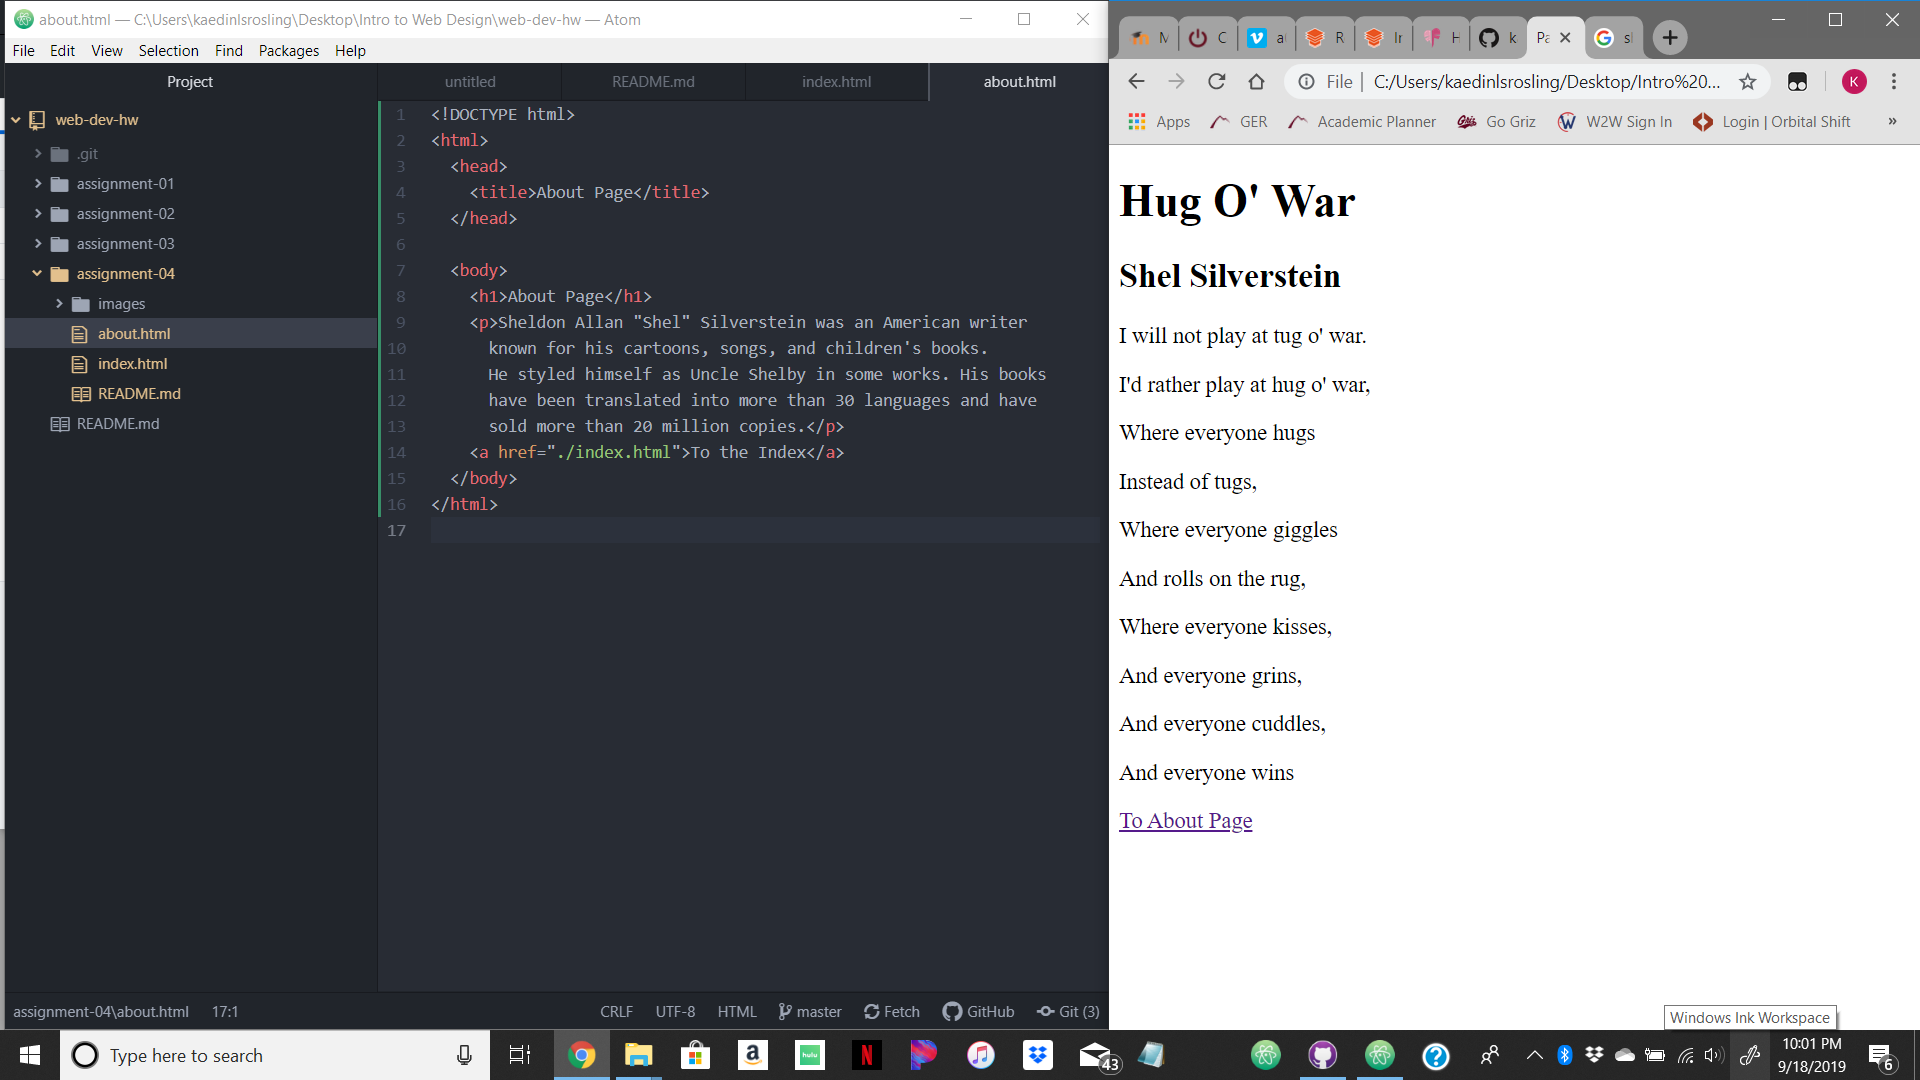 about.html — C:\Users\kaedinlsrosling\Desktop\Intro to Web Design\web-dev-hw — Atom
File Edit View Selection Find Packages Help
Project
web-dev-hw
.git
assignment-01
assignment-02
assignment-03
assignment-04
images
about.html
index.html
README.md
README.md
untitled README.md index.html about.html
1 <!DOCTYPE html>
2 <html>
3 <head>
4 <title>About Page</title>
5 </head>
6
7 <body>
8 <h1>About Page</h1>
9 <p>Sheldon Allan "Shel" Silverstein was an American writer
10 known for his cartoons, songs, and children's books.
11 He styled himself as Uncle Shelby in some works. His books
12 have been translated into more than 30 languages and have
13 sold more than 20 million copies.</p>
14 <a href="./index.html">To the Index</a>
15 </body>
16 </html>
17
assignment-04\about.html 17:1 CRLF UTF-8 HTML master Fetch GitHub Git (3)
M C a R Ir H k Pa sl
File C:/Users/kaedinlsrosling/Desktop/Intro%20... K
Apps GER Academic Planner Go Griz W2W Sign In Login | Orbital Shift »
Hug O' War
Shel Silverstein
I will not play at tug o' war.
I'd rather play at hug o' war,
Where everyone hugs
Instead of tugs,
Where everyone giggles
And rolls on the rug,
Where everyone kisses,
And everyone grins,
And everyone cuddles,
And everyone wins
To About Page
Windows Ink Workspace
Type here to search
hulu
43
10:01 PM
9/18/2019
6